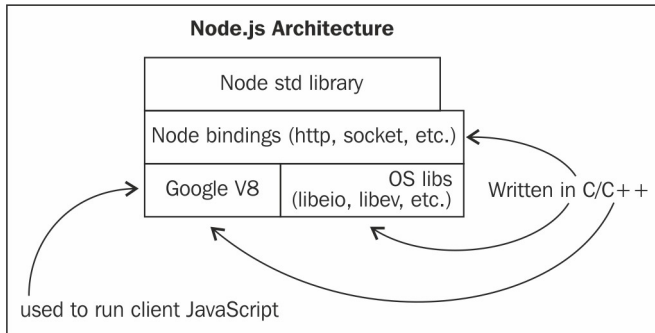 Node.js Architecture
Node std library
Node bindings (http, socket, etc.)
Google V8
OS libs
(libeio, libev, etc.)
Written in C/C++
used to run client JavaScript